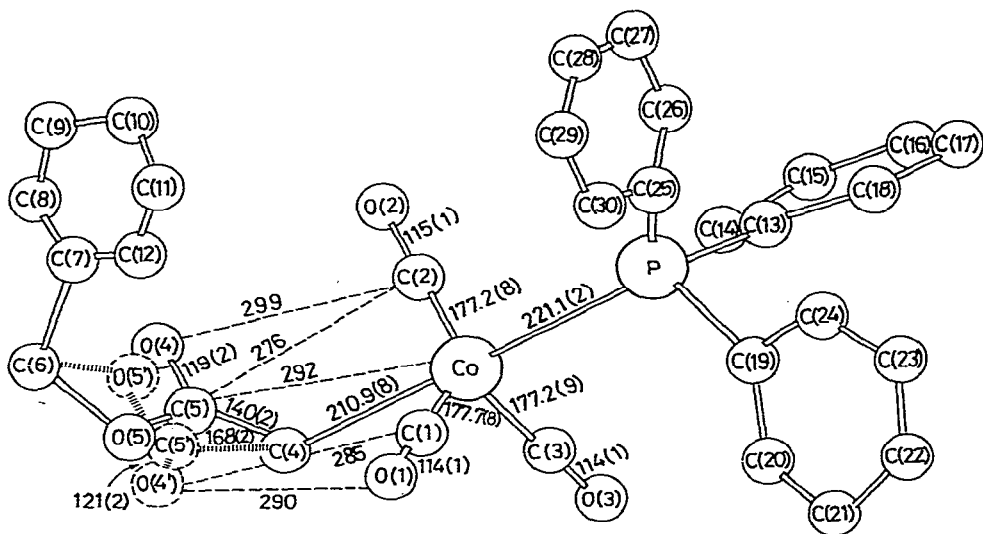 C(27)
C(28)
C(26)
C(9)
C(10)
C(29)
C(16)
C(17)
C(8)
C(11)
C(15)
C(18)
C(25)
O(2)
C(30)
C(14)
C(13)
115(1)
C(7)
C(12)
C(2)
P
299
177.2(8)
221.1(2)
C(24)
O(4)
119(2)
276
C(6)
O(5')
292
Co
C(19)
C(23)
C(5)
140(2)
210.9(8)
177.7(8)
177.2(9)
O(5)
C(5')
168(2)
C(4)
285
C(1)
C(3)
C(20)
C(22)
O(4')
O(1)
114(1)
114(1)
121(2)
290
O(3)
C(21)